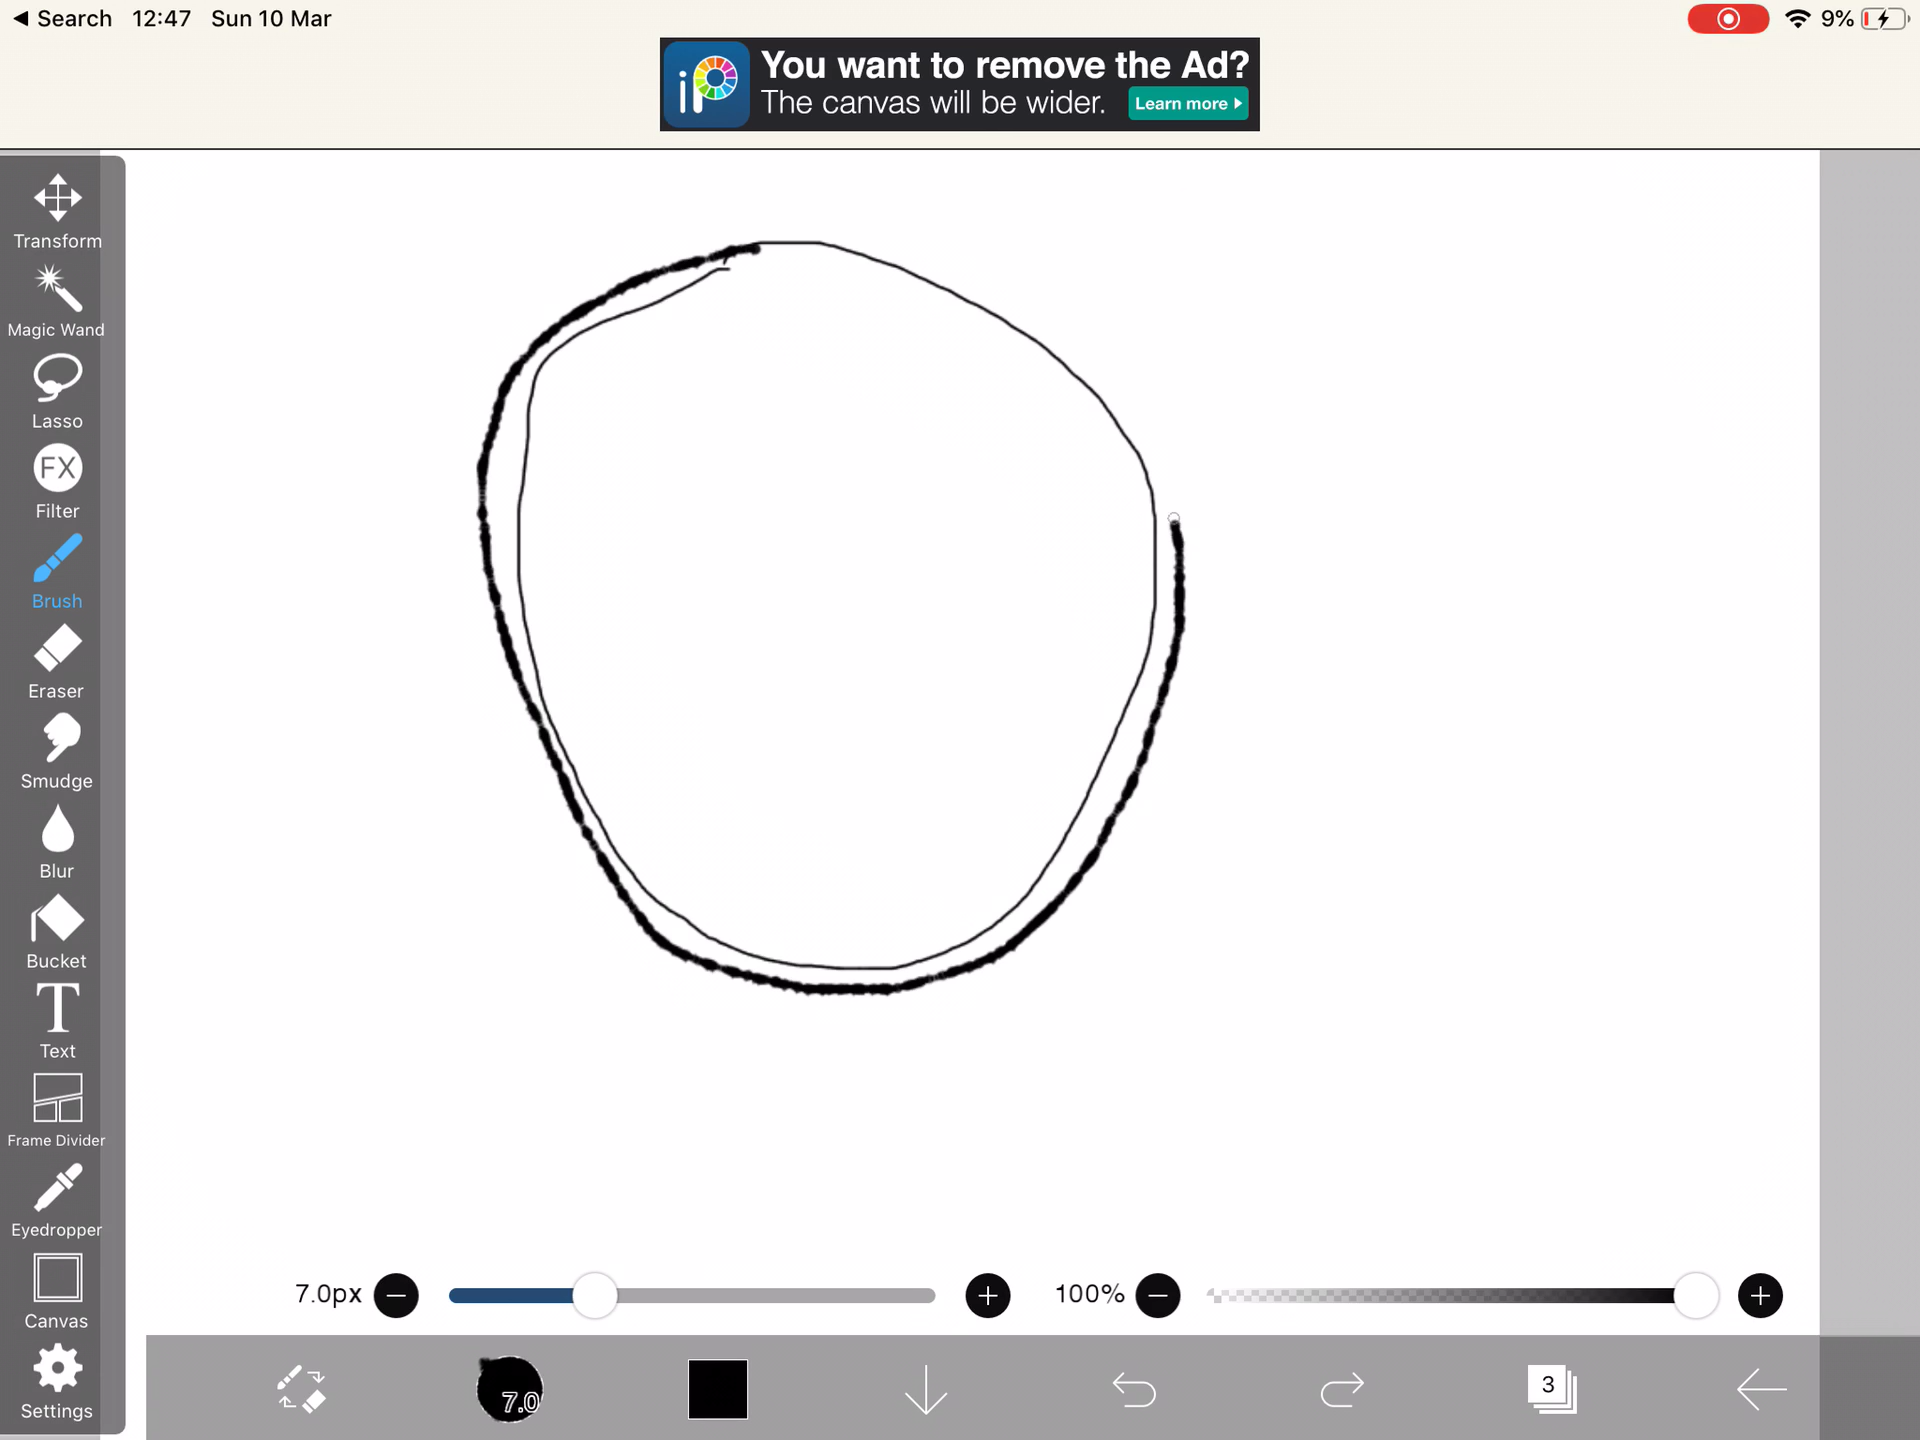 Search 12:47 Sun 10 Mar
9%
iP
You want to remove the Ad?
The canvas will be wider.
Learn more
Transform
Magic Wand
Lasso
FX
Filter
Brush
Eraser
Smudge
Blur
Bucket
T
Text
Frame Divider
Eyedropper
Canvas
Settings
7.0px
100%
7.0
3